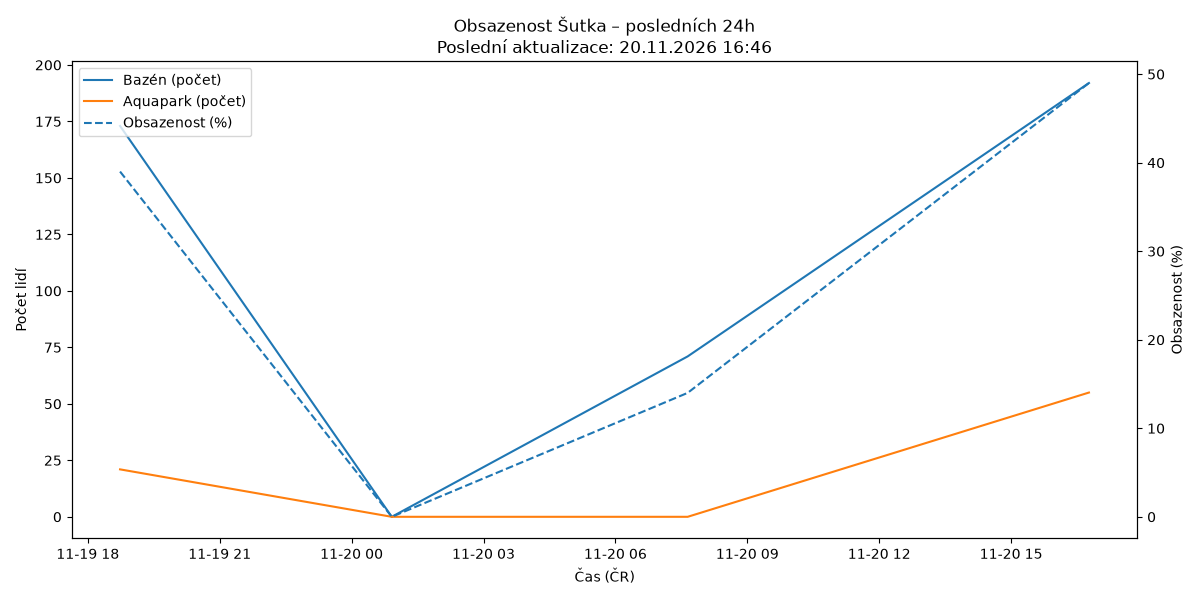 Obsazenost Šutka – posledních 24h
Poslední aktualizace: 20.11.2026 16:46
Bazén (počet)
Aquapark (počet)
Obsazenost (%)
Počet lidí
200
175
150
125
100
75
50
25
0
50
40
30
20
10
0
Obsazenost (%)
11-19 18
11-19 21
11-20 00
11-20 03
11-20 06
11-20 09
11-20 12
11-20 15
Čas (ČR)